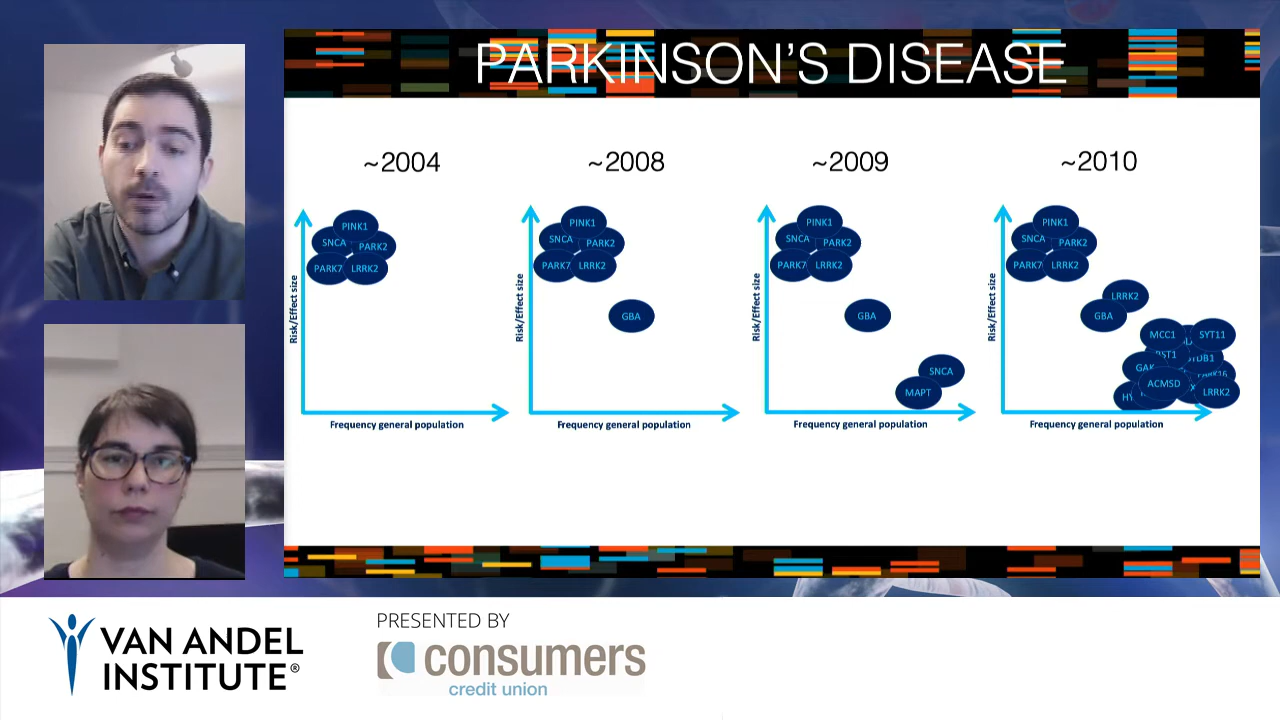 PARKINSON'S DISEASE
~2004
~2008
~2009
~2010
Risk/Effect size
PINK1
SNCA
PARK2
PARK7
LRRK2
Frequency general population
Risk/Effect size
PINK1
SNCA
PARK2
PARK7
LRRK2
GBA
Frequency general population
Risk/Effect size
PINK1
SNCA
PARK2
PARK7
LRRK2
GBA
SNCA
MAPT
Frequency general population
Risk/Effect size
PINK1
SNCA
PARK2
PARK7
LRRK2
LRRK2
GBA
MCC1
SYT11
GAK
ACMSD
LRRK2
Frequency general population
VAN ANDEL
INSTITUTE®
PRESENTED BY
consumers
credit union